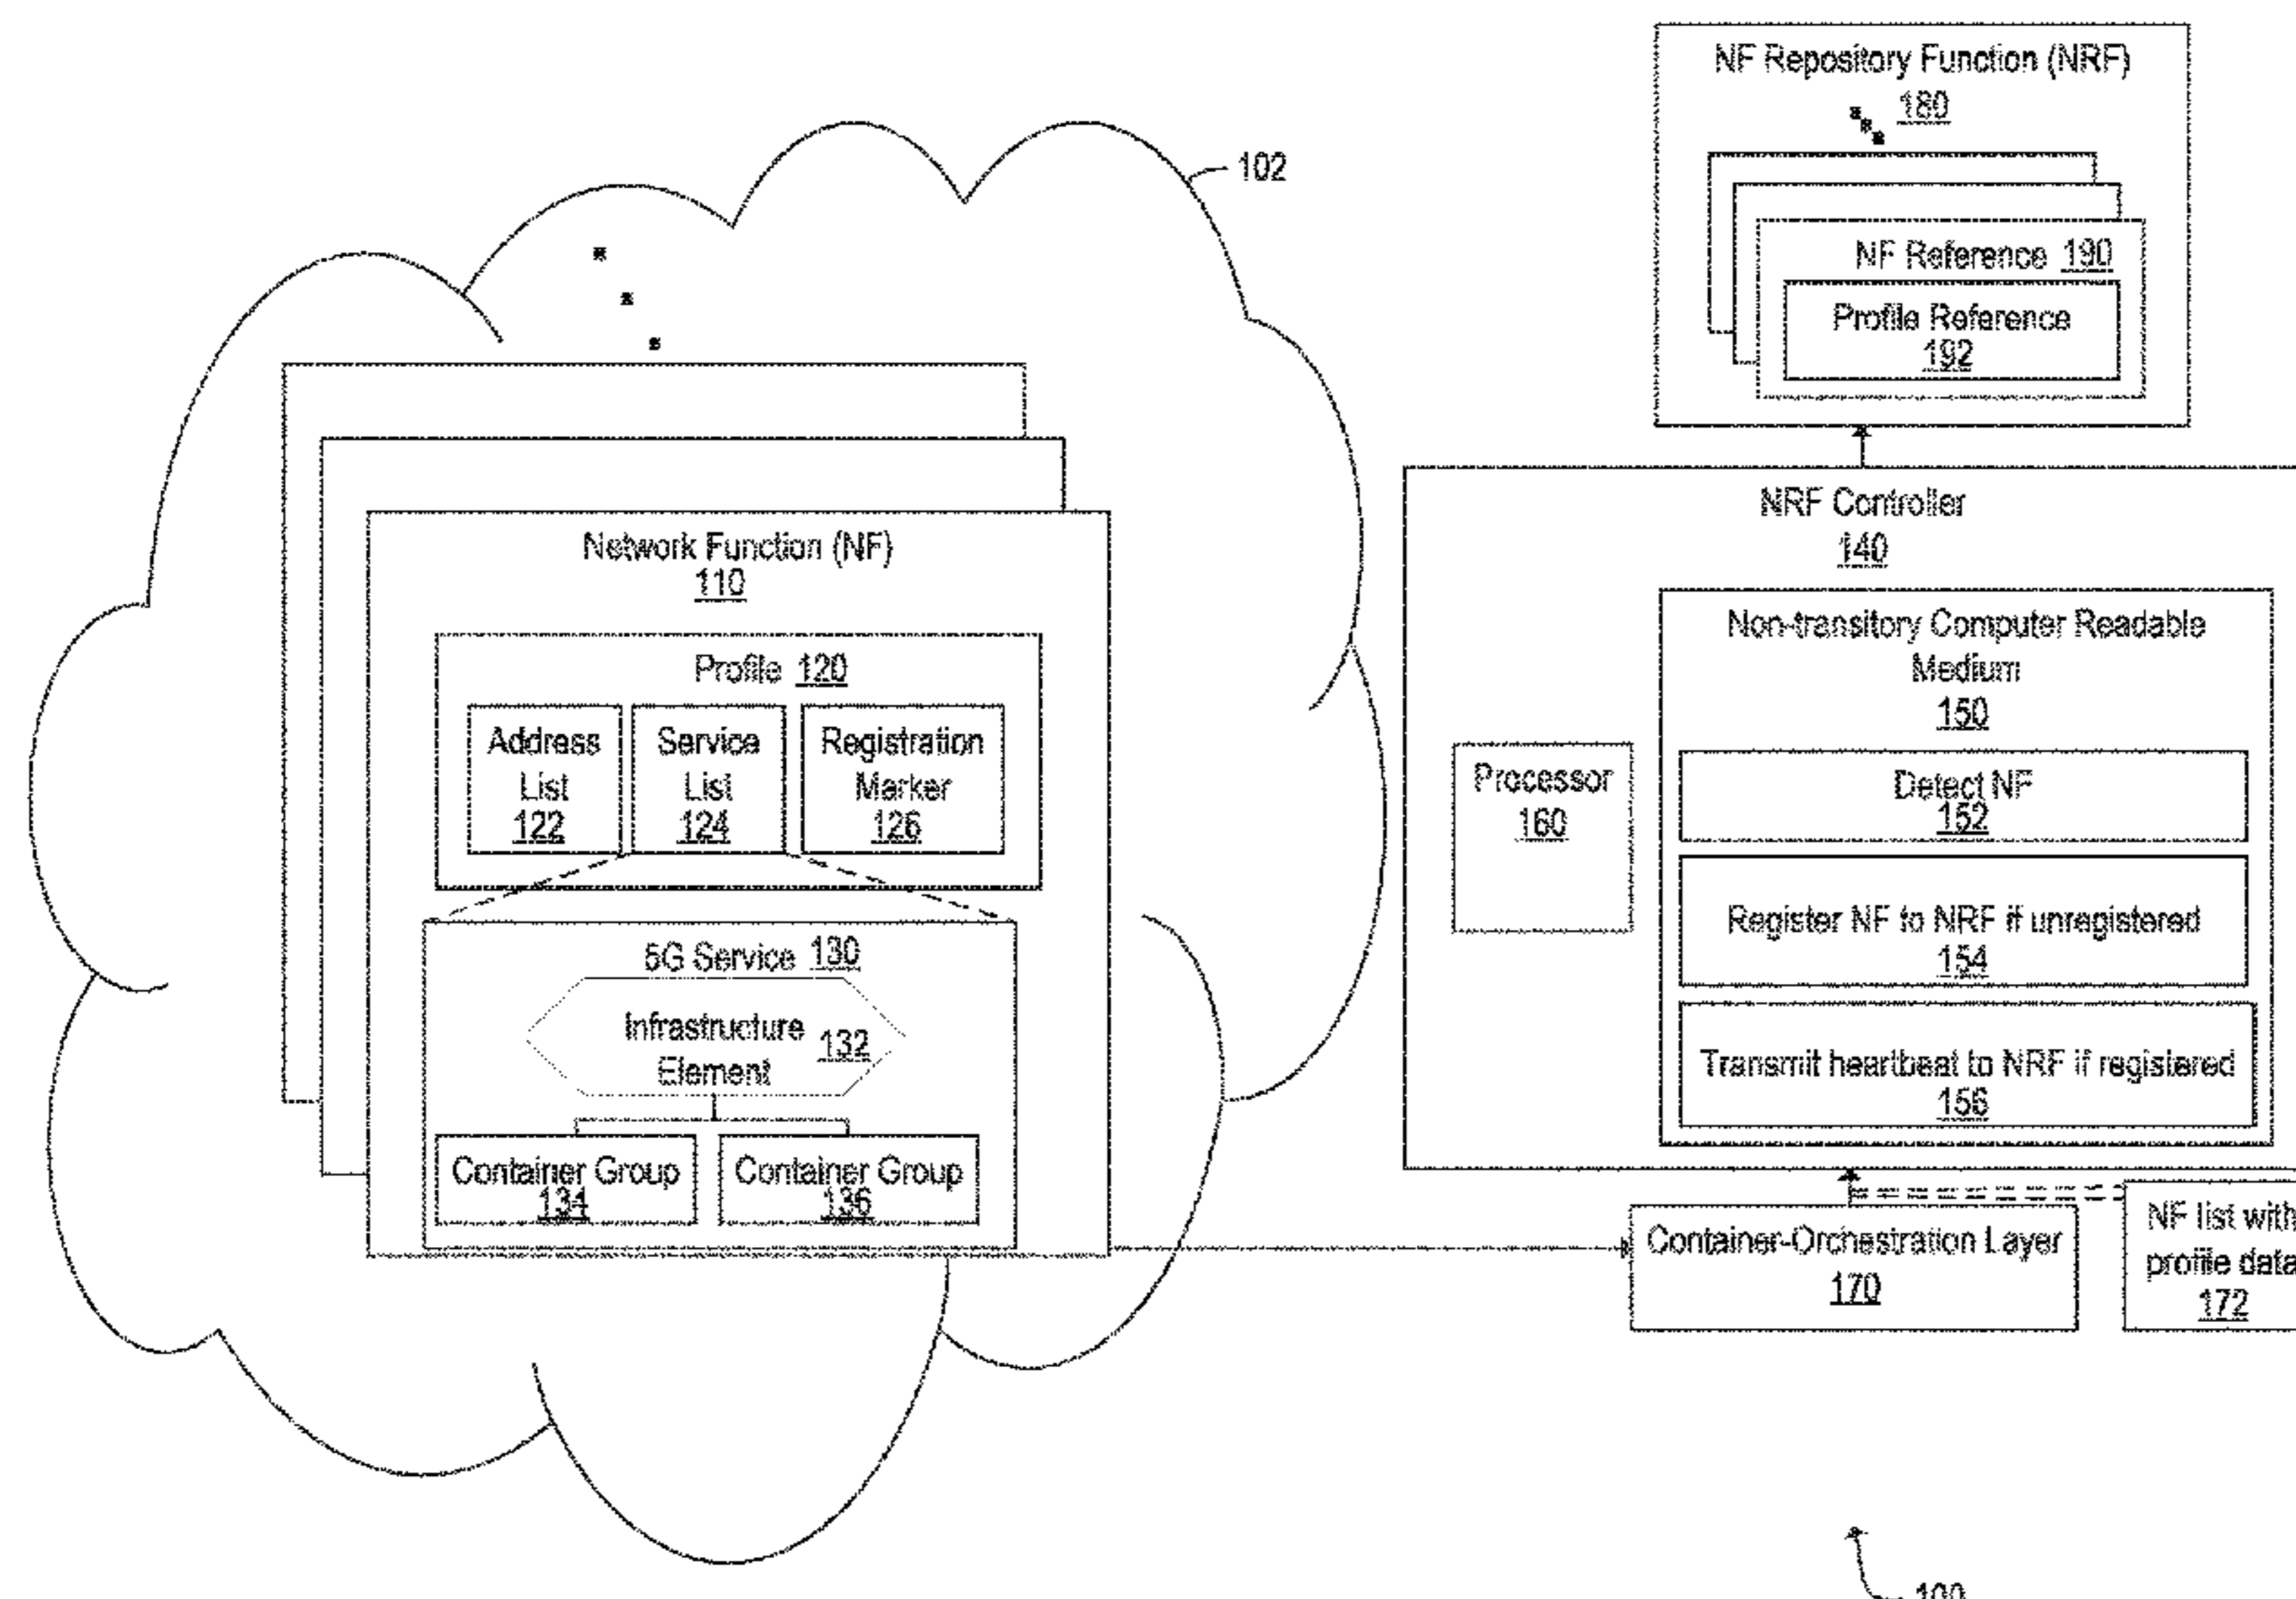 102
Network Function (NF)
110
Profile 120
Address
List
122
Service
List
124
Registration
Marker
126
5G Service 130
Infrastructure
Element
132
Container Group
134
Container Group
136
NF Repository Function (NRF)
180
NF Reference 190
Profile Reference
192
NRF Controller
140
Processor
160
Non-transitory Computer Readable
Medium
150
Detect NF
152
Register NF to NRF if unregistered
154
Transmit heartbeat to NRF if registered
156
Container-Orchestration Layer
170
NF list with
profile data
172
100